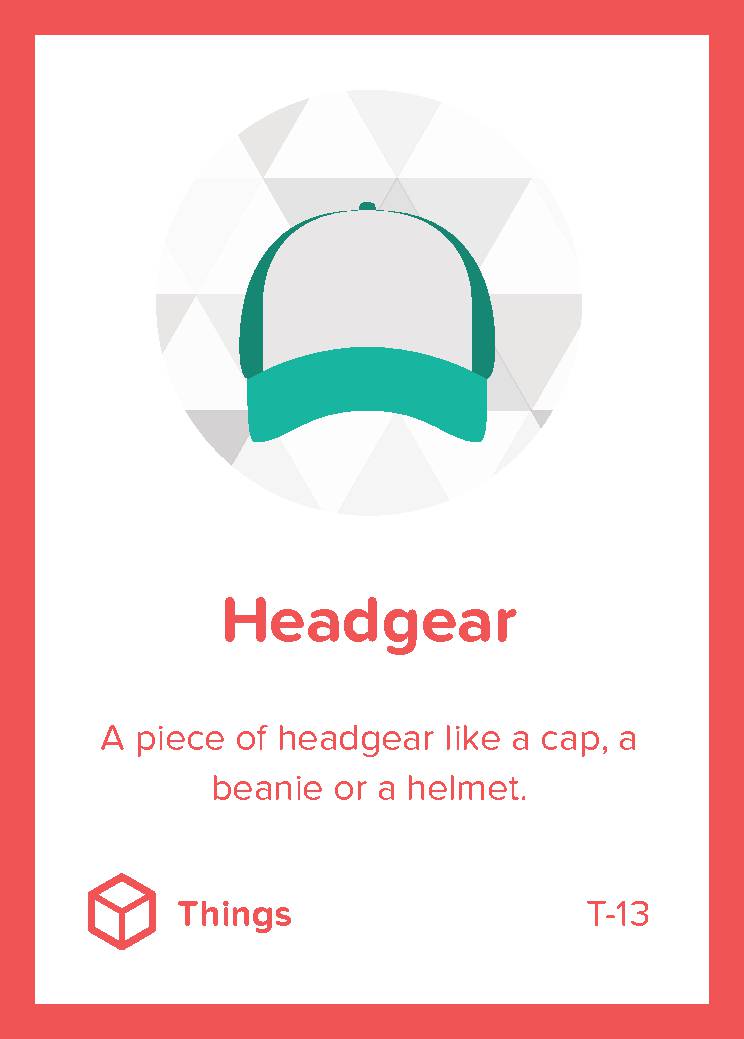 Headgear
A piece of headgear like a cap, a
beanie or a helmet.
Things
T-13